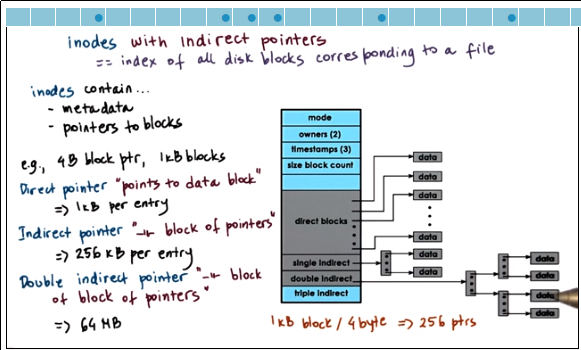 inodes with Indirect pointers
== index of all disk blocks corresponding to a file
inodes contain...
- metadata
- pointers to blocks
e.g., 4B block ptr, 1kB blocks
Direct pointer "points to data block"
=> 1kB per entry
Indirect pointer "-"- block of pointers"
=> 256 kB per entry
Double indirect pointer "-"- block
of block of pointers"
=> 64 MB
mode
owners (2)
timestamps (3)
size block count
direct blocks
single indirect
double indirect
triple indirect
data
data
data
data
data
data
data
data
data
data
1kB block / 4 byte => 256 ptrs